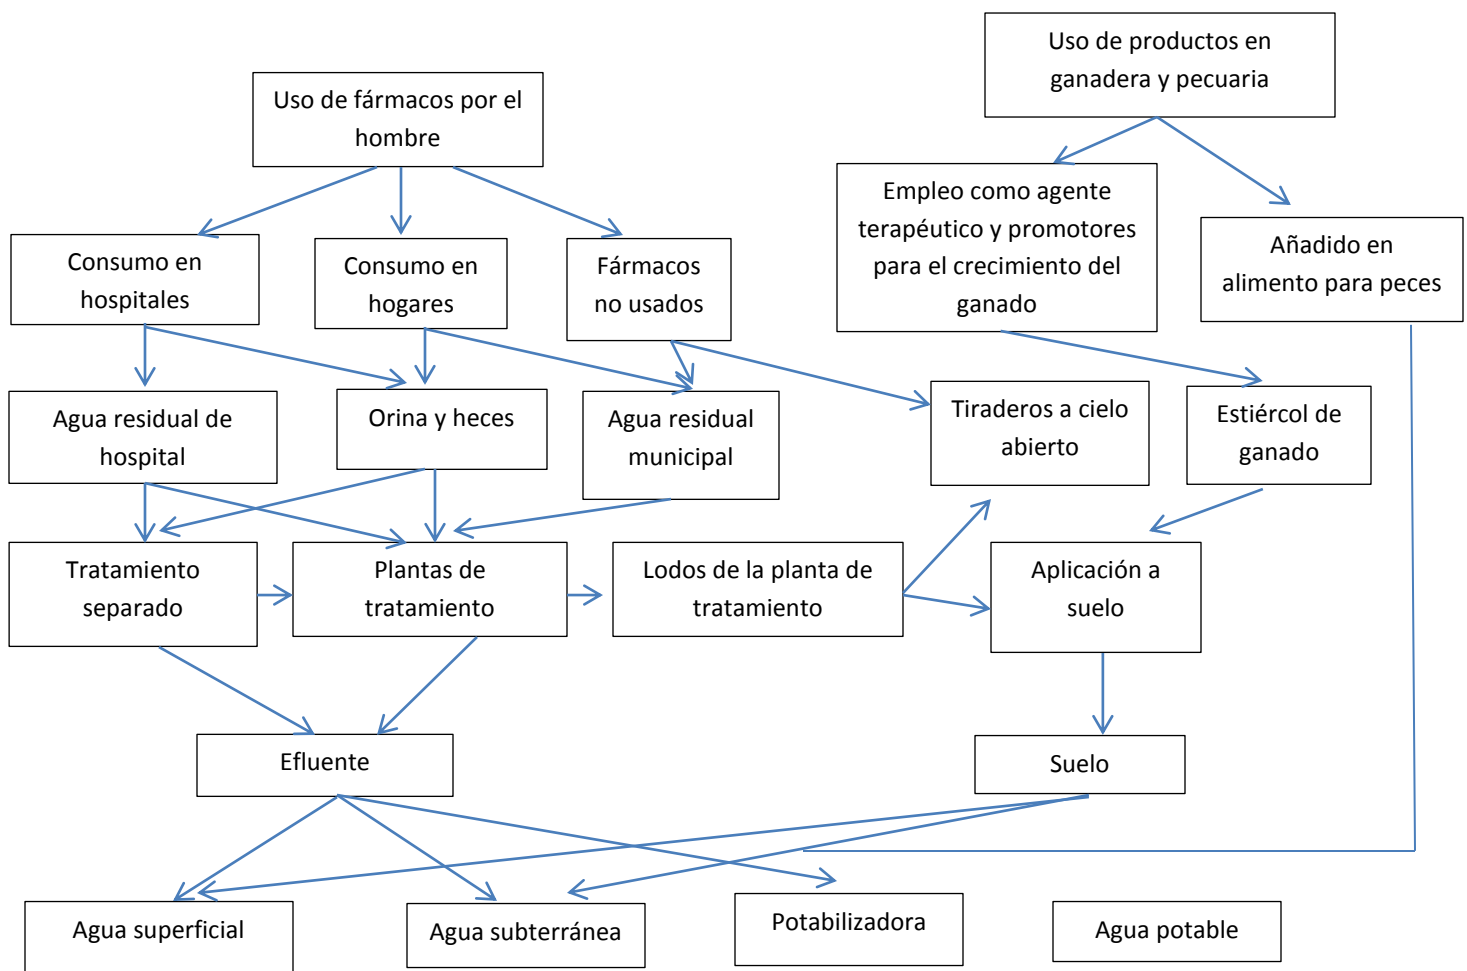 Uso de productos en
ganadera y pecuaria
Uso de fármacos por el
hombre
Empleo como agente
terapéutico y promotores
para el crecimiento del
ganado
Añadido en
alimento para peces
Consumo en
hospitales
Consumo en
hogares
Fármacos
no usados
Agua residual de
hospital
Orina y heces
Agua residual
municipal
Tiraderos a cielo
abierto
Estiércol de
ganado
Tratamiento
separado
Plantas de
tratamiento
Lodos de la planta de
tratamiento
Aplicación a
suelo
Efluente
Suelo
Agua superficial
Agua subterránea
Potabilizadora
Agua potable